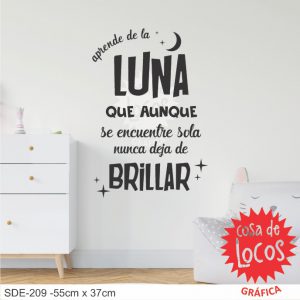 aprende de la
LUNA
QUE AUNQUE
se encuentre sola
nunca deja de
BRILLAR
COSA DE
LOCOS
GRÁFICA
SDE-209 -55cm x 37cm